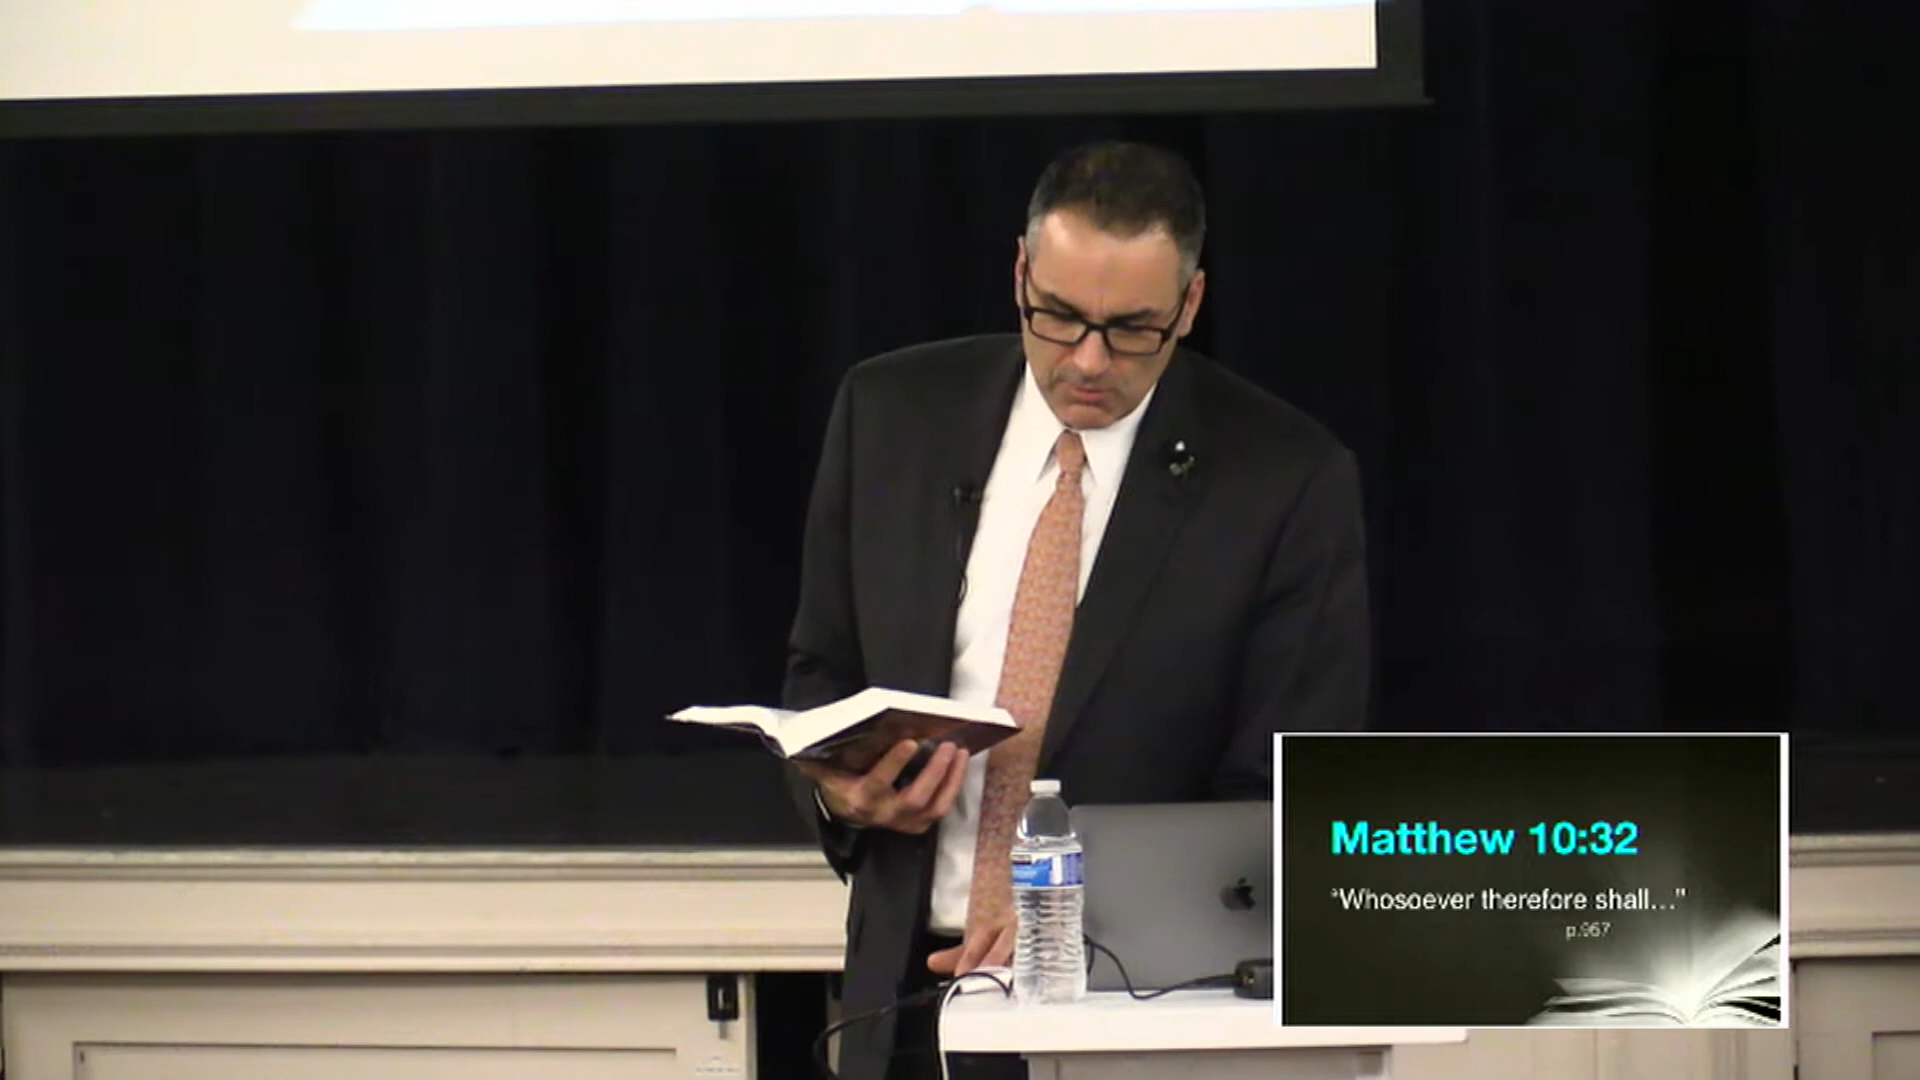 Matthew 10:32
“Whosoever therefore shall…”
p.967